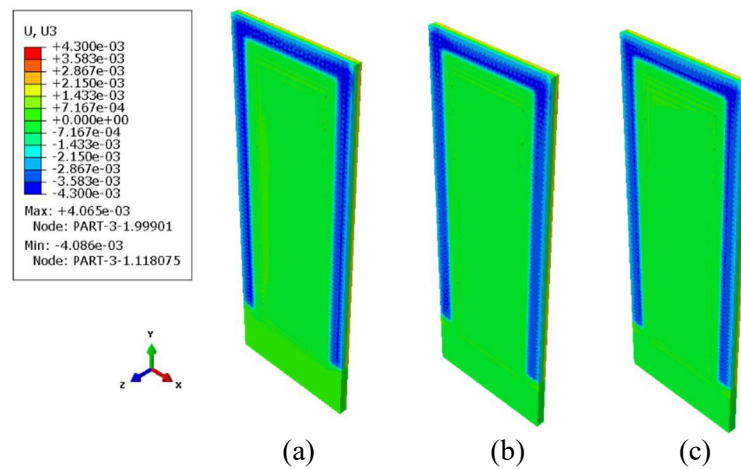 U, U3
+4.300e-03
+3.583e-03
+2.867e-03
+2.150e-03
+1.433e-03
+7.167e-04
+0.000e+00
-7.167e-04
-1.433e-03
-2.150e-03
-2.867e-03
-3.583e-03
-4.300e-03
Max: +4.065e-03
Node: PART-3-1.99901
Min: -4.086e-03
Node: PART-3-1.118075
Y
Z
X
(a)
(b)
(c)